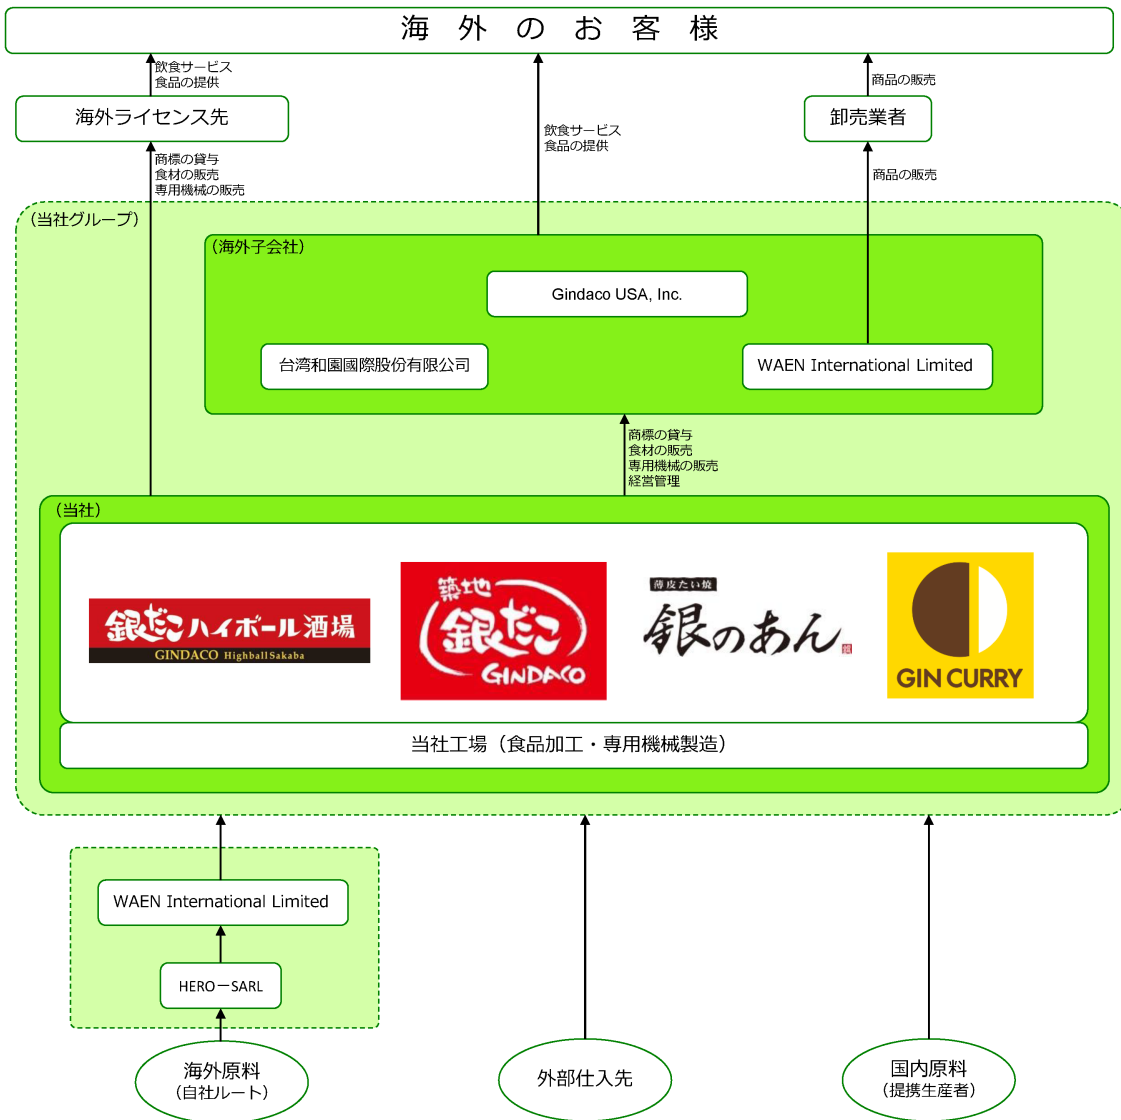 海外のお客様
飲食サービス
食品の提供
商品の販売
海外ライセンス先
卸売業者
飲食サービス
食品の提供
商標の貸与
食材の販売
専用機械の販売
商品の販売
（当社グループ）
（海外子会社）
Gindaco USA, Inc.
台湾和園國際股份有限公司
WAEN International Limited
商標の貸与
食材の販売
専用機械の販売
経営管理
（当社）
銀だこハイボール酒場
GINDACO HighballSakaba
築地
銀だこ
GINDACO
薄皮たい焼
銀のあん
GIN CURRY
当社工場（食品加工・専用機械製造）
WAEN International Limited
HERO－SARL
海外原料
（自社ルート）
外部仕入先
国内原料
（提携生産者）